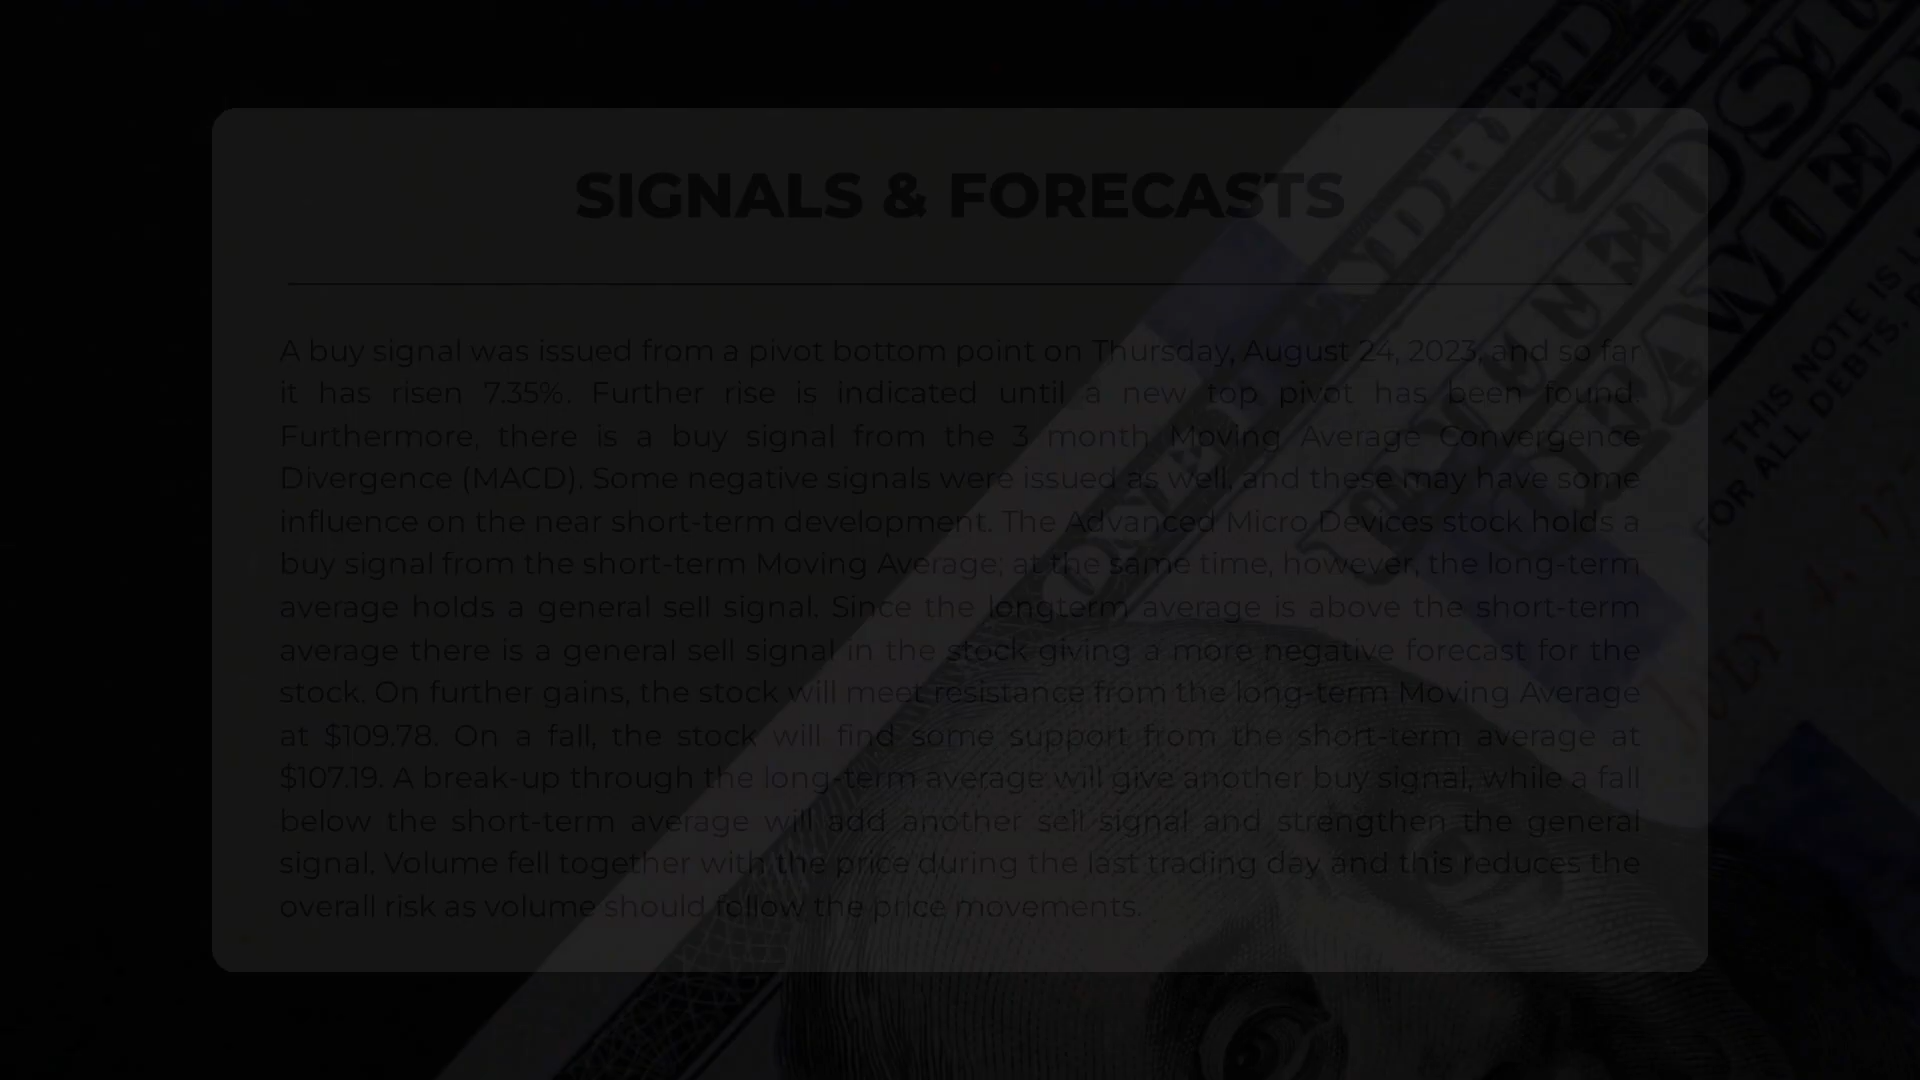 SIGNALS & FORECASTS
A buy signal was issued from a pivot bottom point on Thursday, August 24, 2023, and so far
it has risen 7.35%. Further rise is indicated until a new top pivot has been found.
Furthermore, there is a buy signal from the 3 month Moving Average Convergence
Divergence (MACD). Some negative signals were issued as well, and these may have some
influence on the near short-term development. The Advanced Micro Devices stock holds a
buy signal from the short-term Moving Average; at the same time, however, the long-term
average holds a general sell signal. Since the longterm average is above the short-term
average there is a general sell signal in the stock giving a more negative forecast for the
stock. On further gains, the stock will meet resistance from the long-term Moving Average
at $109.78. On a fall, the stock will find some support from the short-term average at
$107.19. A break-up through the long-term average will give another buy signal, while a fall
below the short-term average will add another sell signal and strengthen the general
signal. Volume fell together with the price during the last trading day and this reduces the
overall risk as volume should follow the price movements.
THIS NOTE IS
FOR ALL DEBTS,